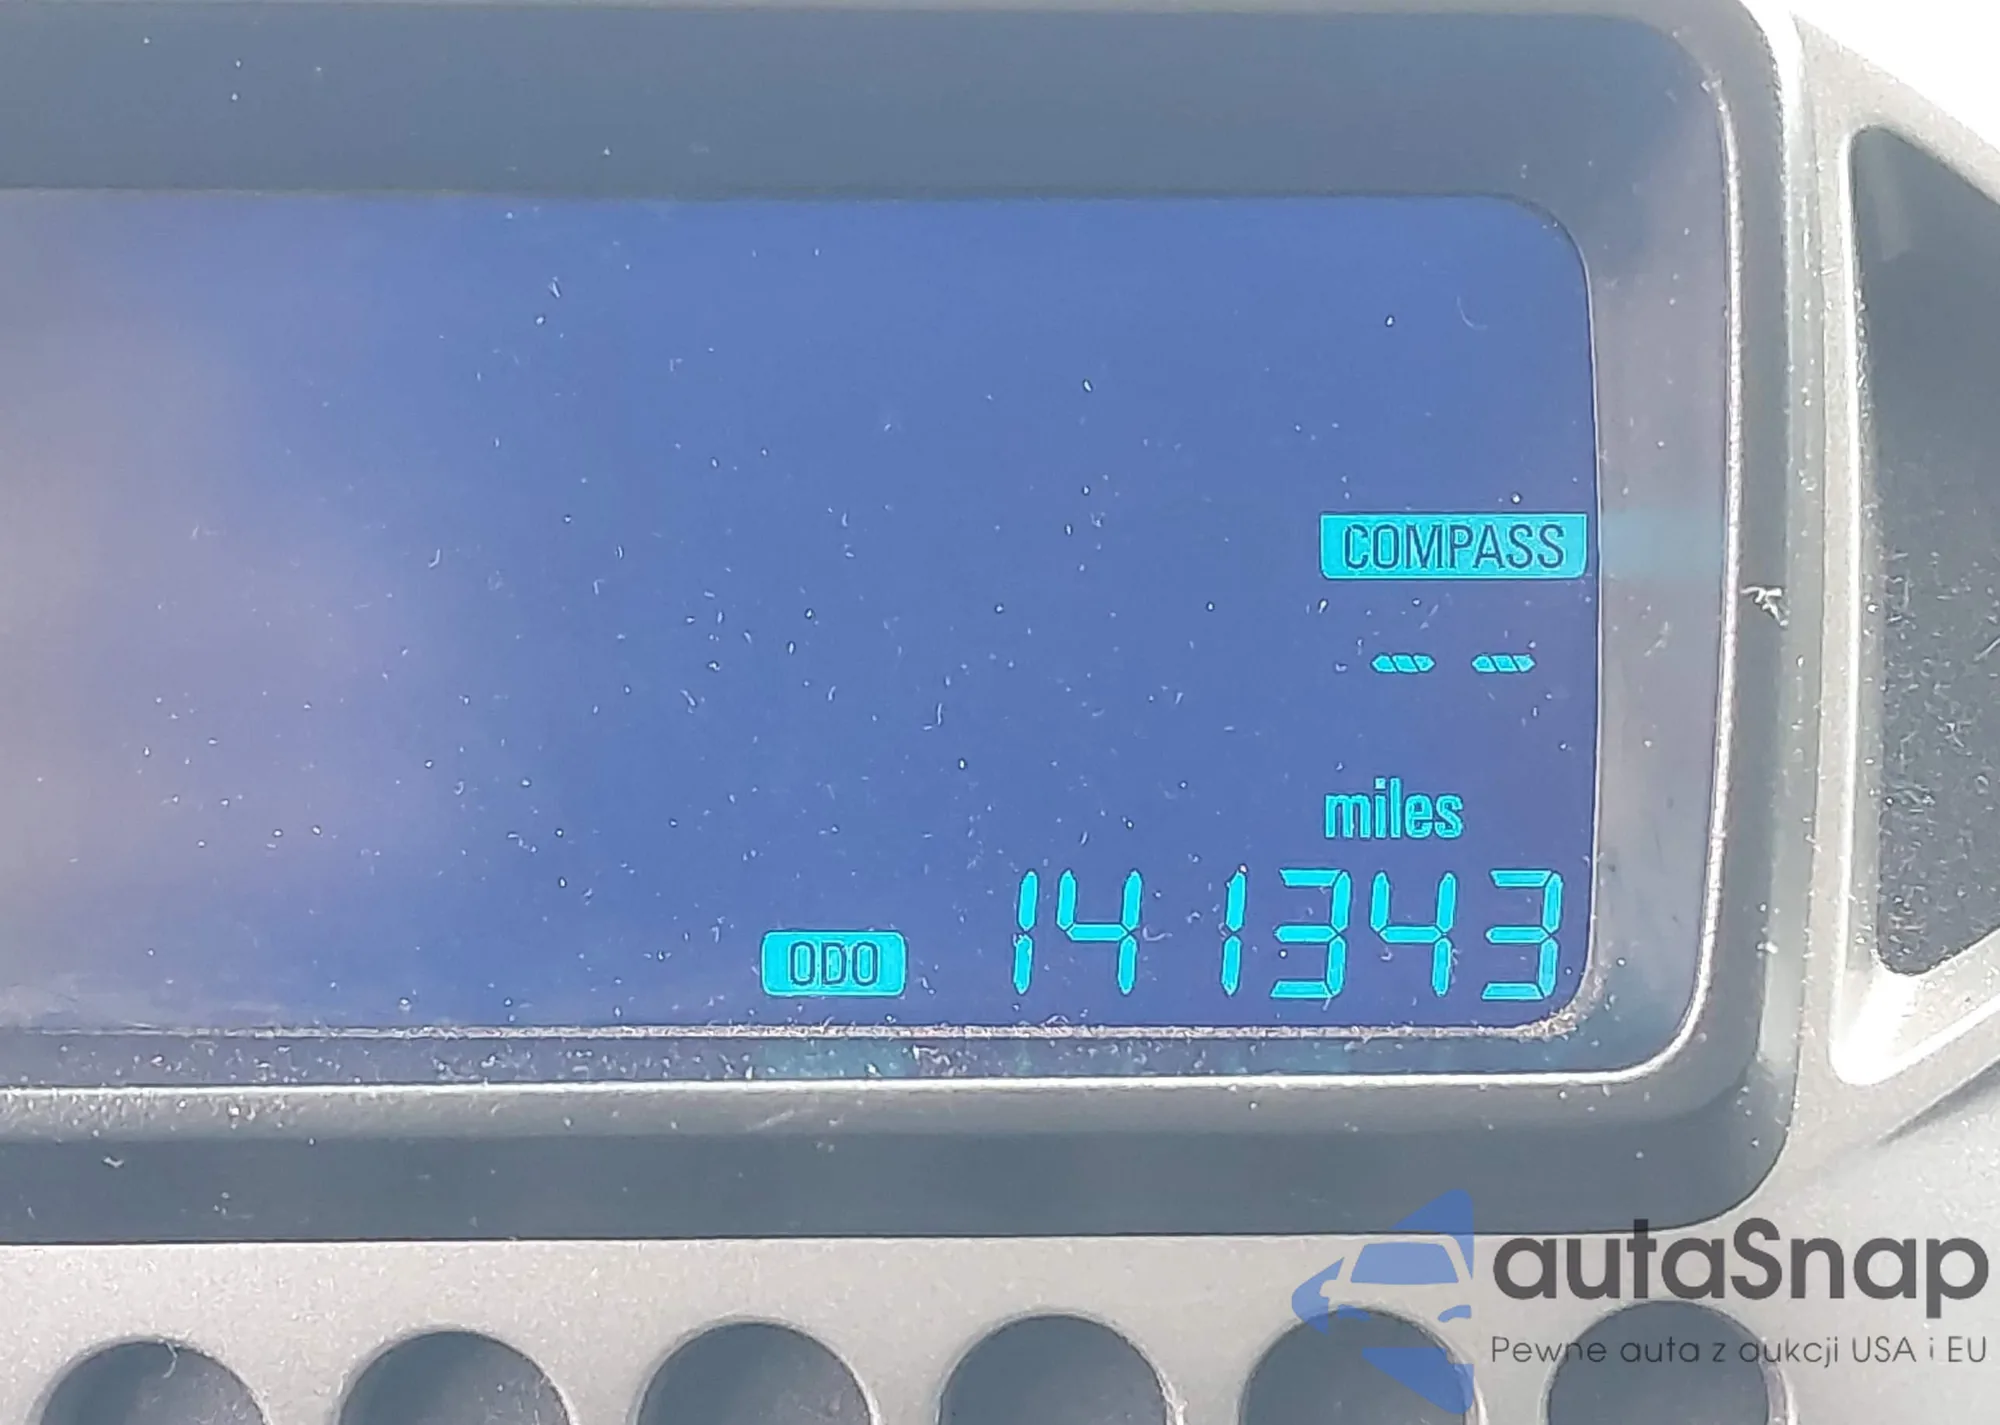 COMPASS
--
miles
ODO 141343
autaSnap
Pewne auta z aukcji USA i EU